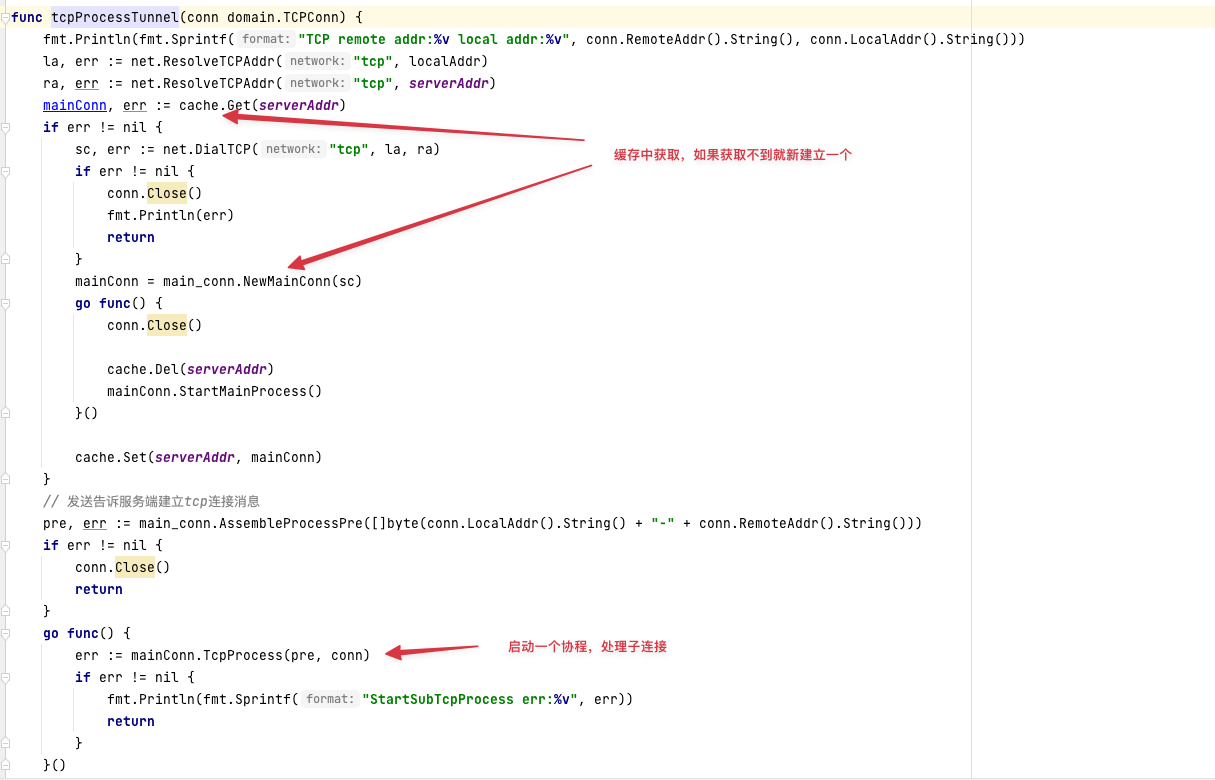 func tcpProcessTunnel(conn domain.TCPConn) {
fmt.Println(fmt.Sprintf( format: "TCP remote addr:%v local addr:%v", conn.RemoteAddr().String(), conn.LocalAddr().String()))
la, err := net.ResolveTCPAddr( network: "tcp", localAddr)
ra, err := net.ResolveTCPAddr( network: "tcp", serverAddr)
mainConn, err := cache.Get(serverAddr)
if err != nil {
sc, err := net.DialTCP( network: "tcp", la, ra)
缓存中获取，如果获取不到就新建立一个
if err != nil {
conn.Close()
fmt.Println(err)
return
}
mainConn = main_conn.NewMainConn(sc)
go func() {
conn.Close()
cache.Del(serverAddr)
mainConn.StartMainProcess()
}()
cache.Set(serverAddr, mainConn)
}
// 发送告诉服务端建立tcp连接消息
pre, err := main_conn.AssembleProcessPre([]byte(conn.LocalAddr().String() + "-" + conn.RemoteAddr().String()))
if err != nil {
conn.Close()
return
}
go func() {
err := mainConn.TcpProcess(pre, conn)
启动一个协程，处理子连接
if err != nil {
fmt.Println(fmt.Sprintf( format: "StartSubTcpProcess err:%v", err))
return
}
}()